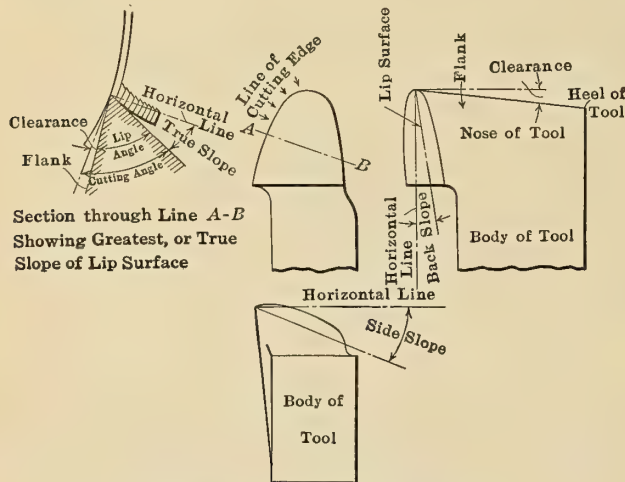 Clearance
Flank
Lip
Angle
Cutting Angle
Horizontal
Line
True Slope
Section through Line A-B
Showing Greatest, or True
Slope of Lip Surface
Line of
Cutting Edge
A
B
Lip Surface
Flank
Clearance
Heel of
Tool
Nose of Tool
Horizontal
Line
Back Slope
Body of Tool
Horizontal Line
Side Slope
Body of
Tool